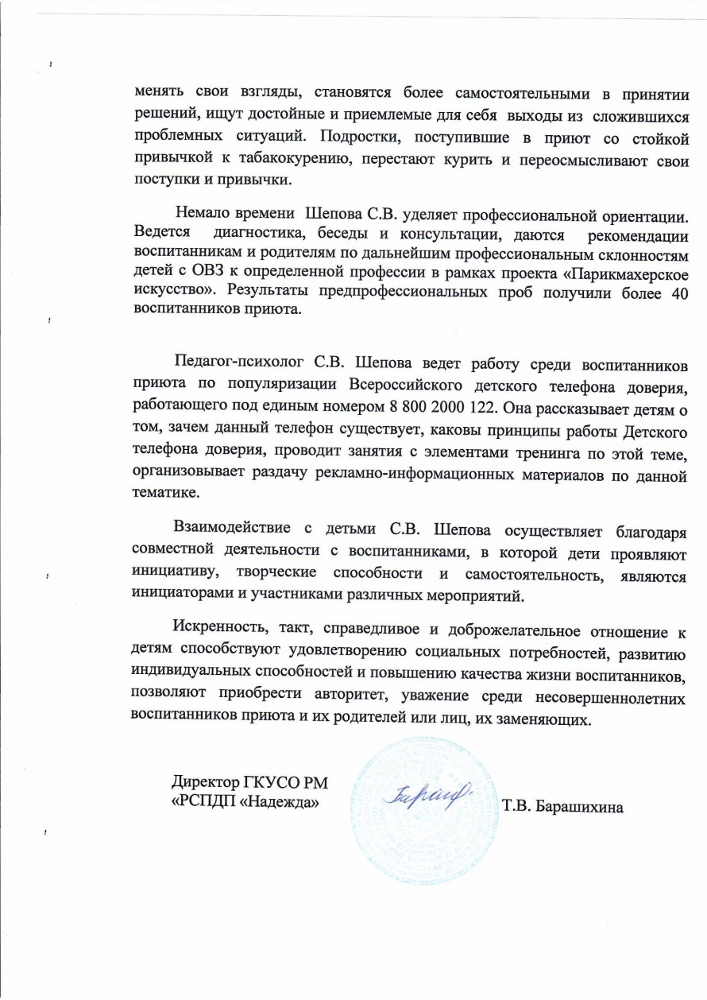 менять свои взгляды, становятся более самостоятельными в принятии
решений, ищут достойные и приемлемые для себя выходы из сложившихся
проблемных ситуаций. Подростки, поступившие в приют со стойкой
привычкой к табакокурению, перестают курить и переосмысливают свои
поступки и привычки.
Немало времени Шепова С.В. уделяет профессиональной ориентации.
Ведется диагностика, беседы и консультации, даются рекомендации
воспитанникам и родителям по дальнейшим профессиональным склонностям
детей с ОВЗ к определенной профессии в рамках проекта «Парикмахерское
искусство». Результаты предпрофессиональных проб получили более 40
воспитанников приюта.
Педагог-психолог С.В. Шепова ведет работу среди воспитанников
приюта по популяризации Всероссийского детского телефона доверия,
работающего под единым номером 8 800 2000 122. Она рассказывает детям о
том, зачем данный телефон существует, каковы принципы работы Детского
телефона доверия, проводит занятия с элементами тренинга по этой теме,
организовывает раздачу рекламно-информационных материалов по данной
тематике.
Взаимодействие с детьми С.В. Шепова осуществляет благодаря
совместной деятельности с воспитанниками, в которой дети проявляют
инициативу, творческие способности и самостоятельность, являются
инициаторами и участниками различных мероприятий.
Искренность, такт, справедливое и доброжелательное отношение к
детям способствуют удовлетворению социальных потребностей, развитию
индивидуальных способностей и повышению качества жизни воспитанников,
позволяют приобрести авторитет, уважение среди несовершеннолетних
воспитанников приюта и их родителей или лиц, их заменяющих.
Директор ГКУСО РМ
«РСПДП «Надежда»
Т.В. Барашихина